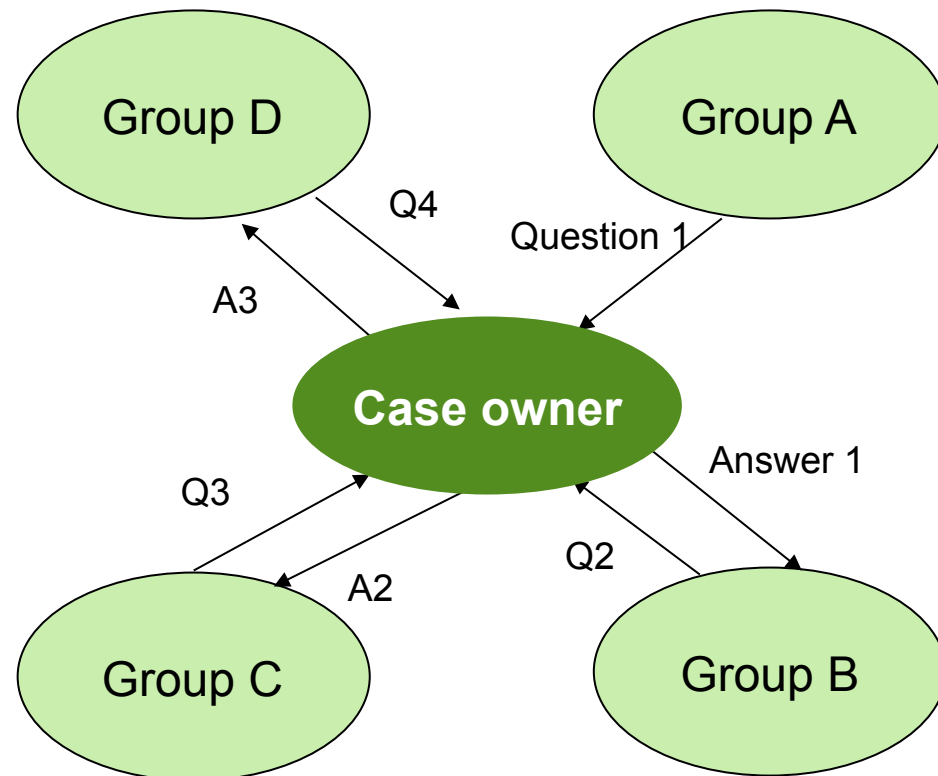 Group D
Group A
Q4
Question 1
A3
Case owner
Answer 1
Q3
Q2
A2
Group C
Group B